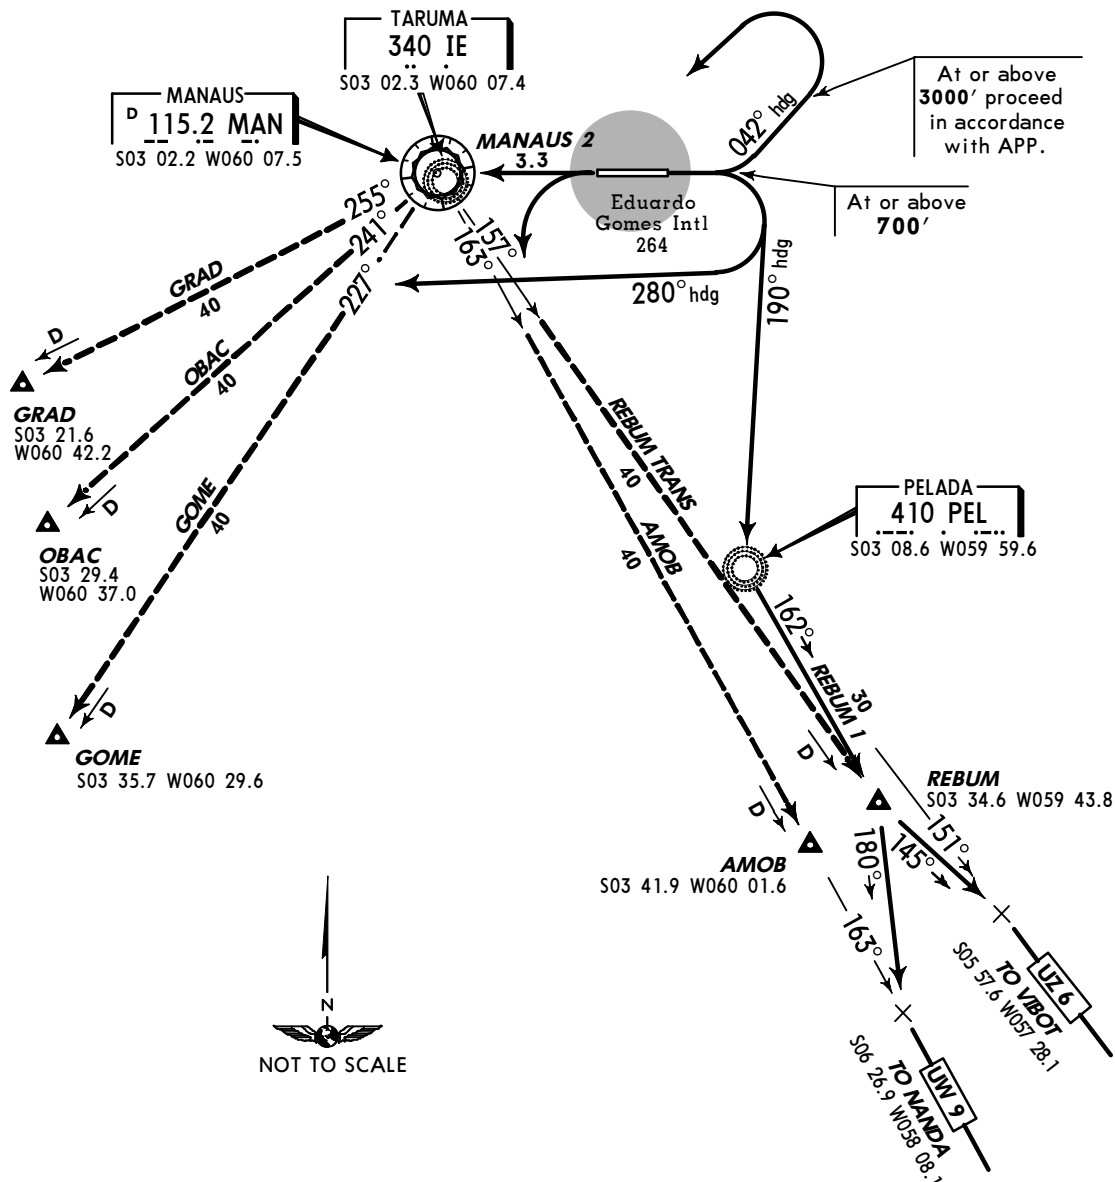 TARUMA
340 IE
S03 02.3 W060 07.4
MANAUS
D 115.2 MAN
S03 02.2 W060 07.5
MANAUS 2
3.3
042° hdg
At or above
3000' proceed
in accordance
with APP.
At or above
700'
Eduardo
Gomes Intl
264
255°
241°
227°
157°
163°
280° hdg
190° hdg
GRAD
40
D
OBAC
40
D
GOME
40
D
GRAD
S03 21.6
W060 42.2
OBAC
S03 29.4
W060 37.0
GOME
S03 35.7 W060 29.6
REBUM TRANS
40
AMOB
40
PELADA
410 PEL
S03 08.6 W059 59.6
162°
REBUM 1
30
D
D
REBUM
S03 34.6 W059 43.8
AMOB
S03 41.9 W060 01.6
151°
145°
180°
163°
UZ 6
TO VIBOT
S05 57.6 W057 28.1
UW 9
TO NANDA
S06 26.9 W058 08.1
N
NOT TO SCALE